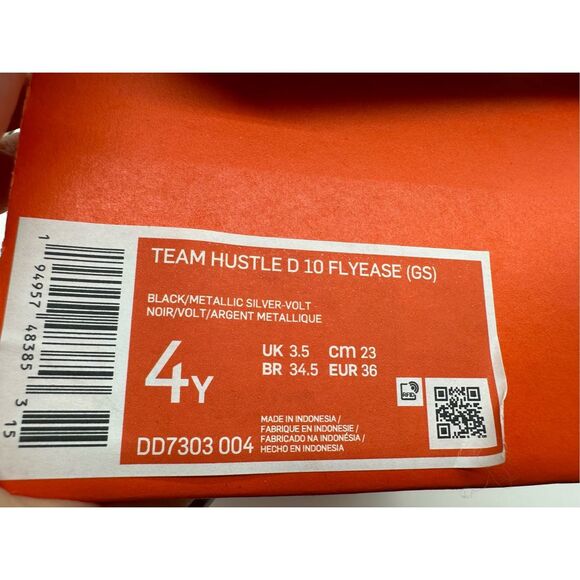 TEAM HUSTLE D 10 FLYEASE (GS)
BLACK/METALLIC SILVER-VOLT
NOIR/VOLT/ARGENT METALLIQUE
4Y
UK 3.5 cm 23
BR 34.5 EUR 36
DD7303 004
MADE IN INDONESIA /
FABRIQUE EN INDONESIE /
FABRICADO NA INDONÉSIA /
HECHO EN INDONESIA
RFID
1 94957 48385 3 15